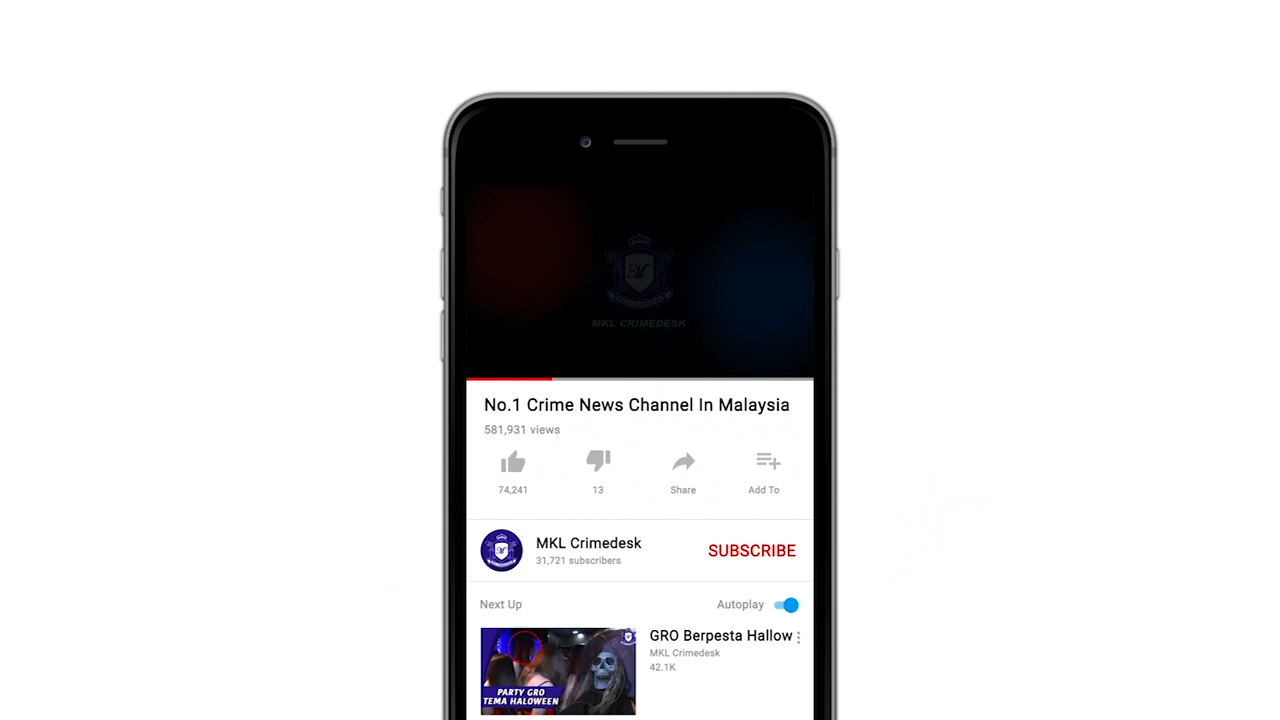 MKL CRIMEDESK
No.1 Crime News Channel In Malaysia
581,931 views
74,241
13
Share
Add To
MKL Crimedesk
SUBSCRIBE
31,721 subscribers
Next Up
Autoplay
GRO Berpesta Hallow
MKL Crimedesk
42.1K
PARTY GRO
TEMA HALOWEEN